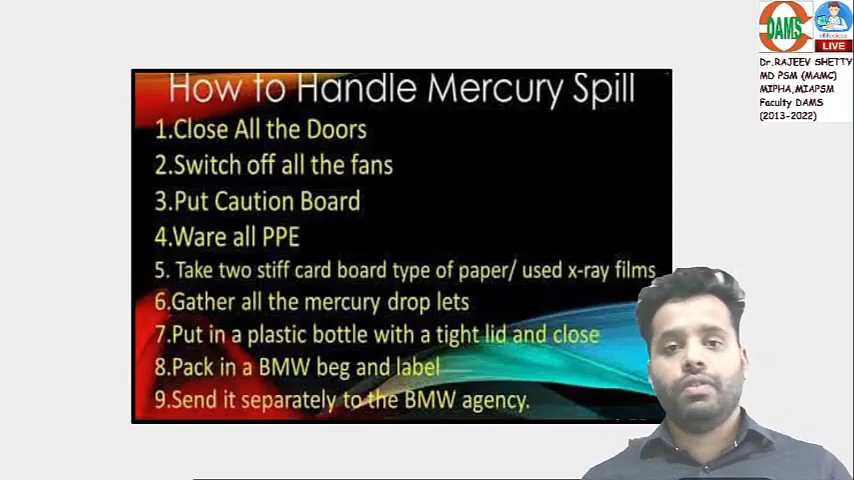 How to Handle Mercury Spill
1.Close All the Doors
2.Switch off all the fans
3.Put Caution Board
4.Ware all PPE
5. Take two stiff card board type of paper/ used x-ray films
6.Gather all the mercury drop lets
7.Put in a plastic bottle with a tight lid and close
8.Pack in a BMW beg and label
9.Send it separately to the BMW agency.
DAMS
eMedicoz
LIVE
Dr.RAJEEV SHETTY
MD PSM (MAMC)
MIPHA,MIAPSM
Faculty DAMS
(2013-2022)